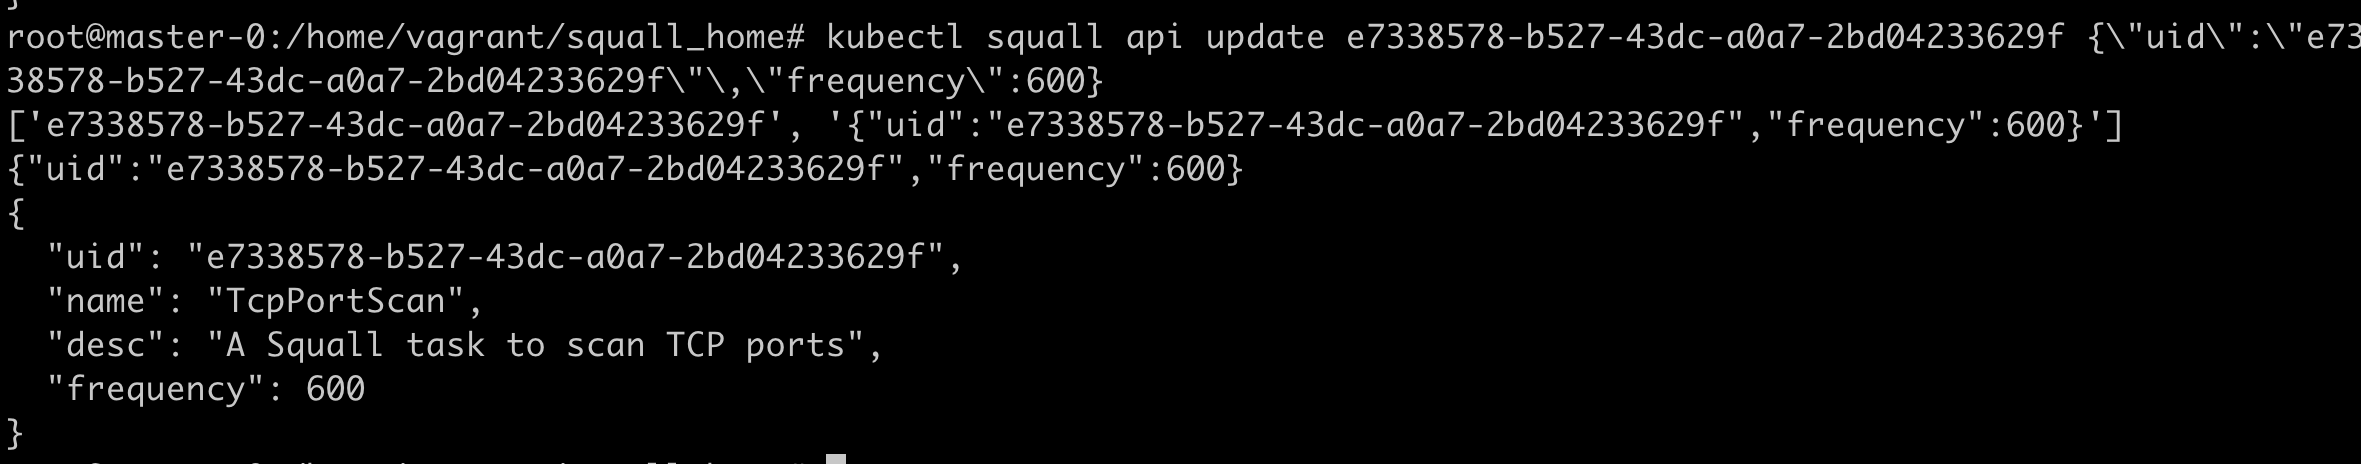 }
root@master-0:/home/vagrant/squall_home# kubectl squall api update e7338578-b527-43dc-a0a7-2bd04233629f {\"uid\":\"e73
38578-b527-43dc-a0a7-2bd04233629f\"\,\"frequency\":600}
['e7338578-b527-43dc-a0a7-2bd04233629f', '{"uid":"e7338578-b527-43dc-a0a7-2bd04233629f","frequency":600}']
{"uid":"e7338578-b527-43dc-a0a7-2bd04233629f","frequency":600}
{
  "uid": "e7338578-b527-43dc-a0a7-2bd04233629f",
  "name": "TcpPortScan",
  "desc": "A Squall task to scan TCP ports",
  "frequency": 600
}